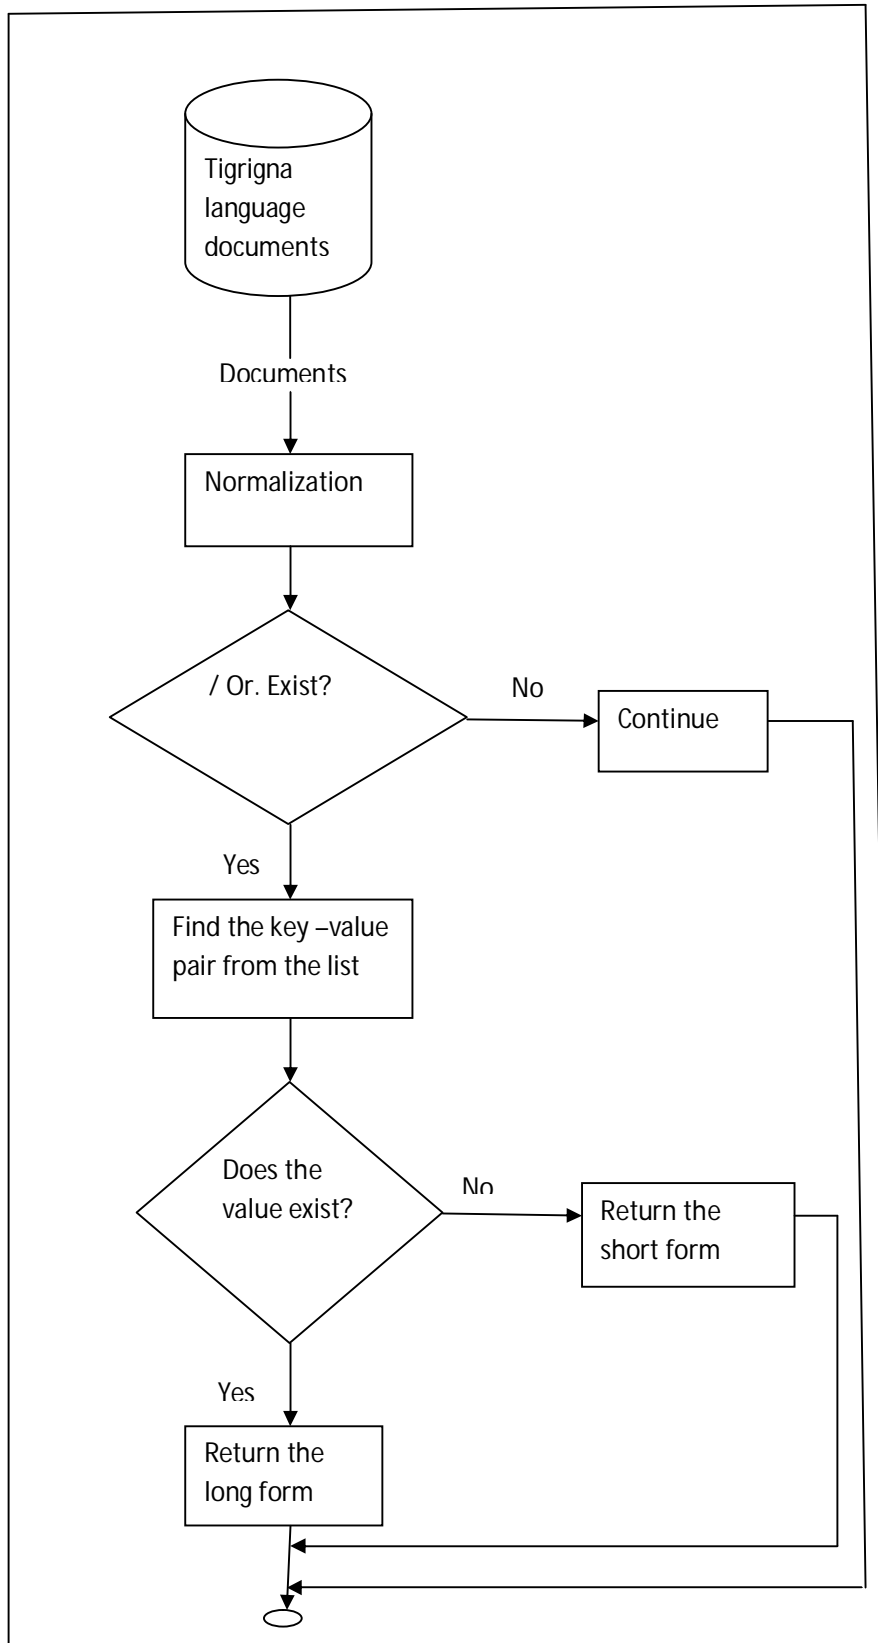 Tigrigna
language
documents
Documents
Normalization
/ Or. Exist?
No
Continue
Yes
Find the key –value
pair from the list
Does the
value exist?
No
Return the
short form
Yes
Return the
long form